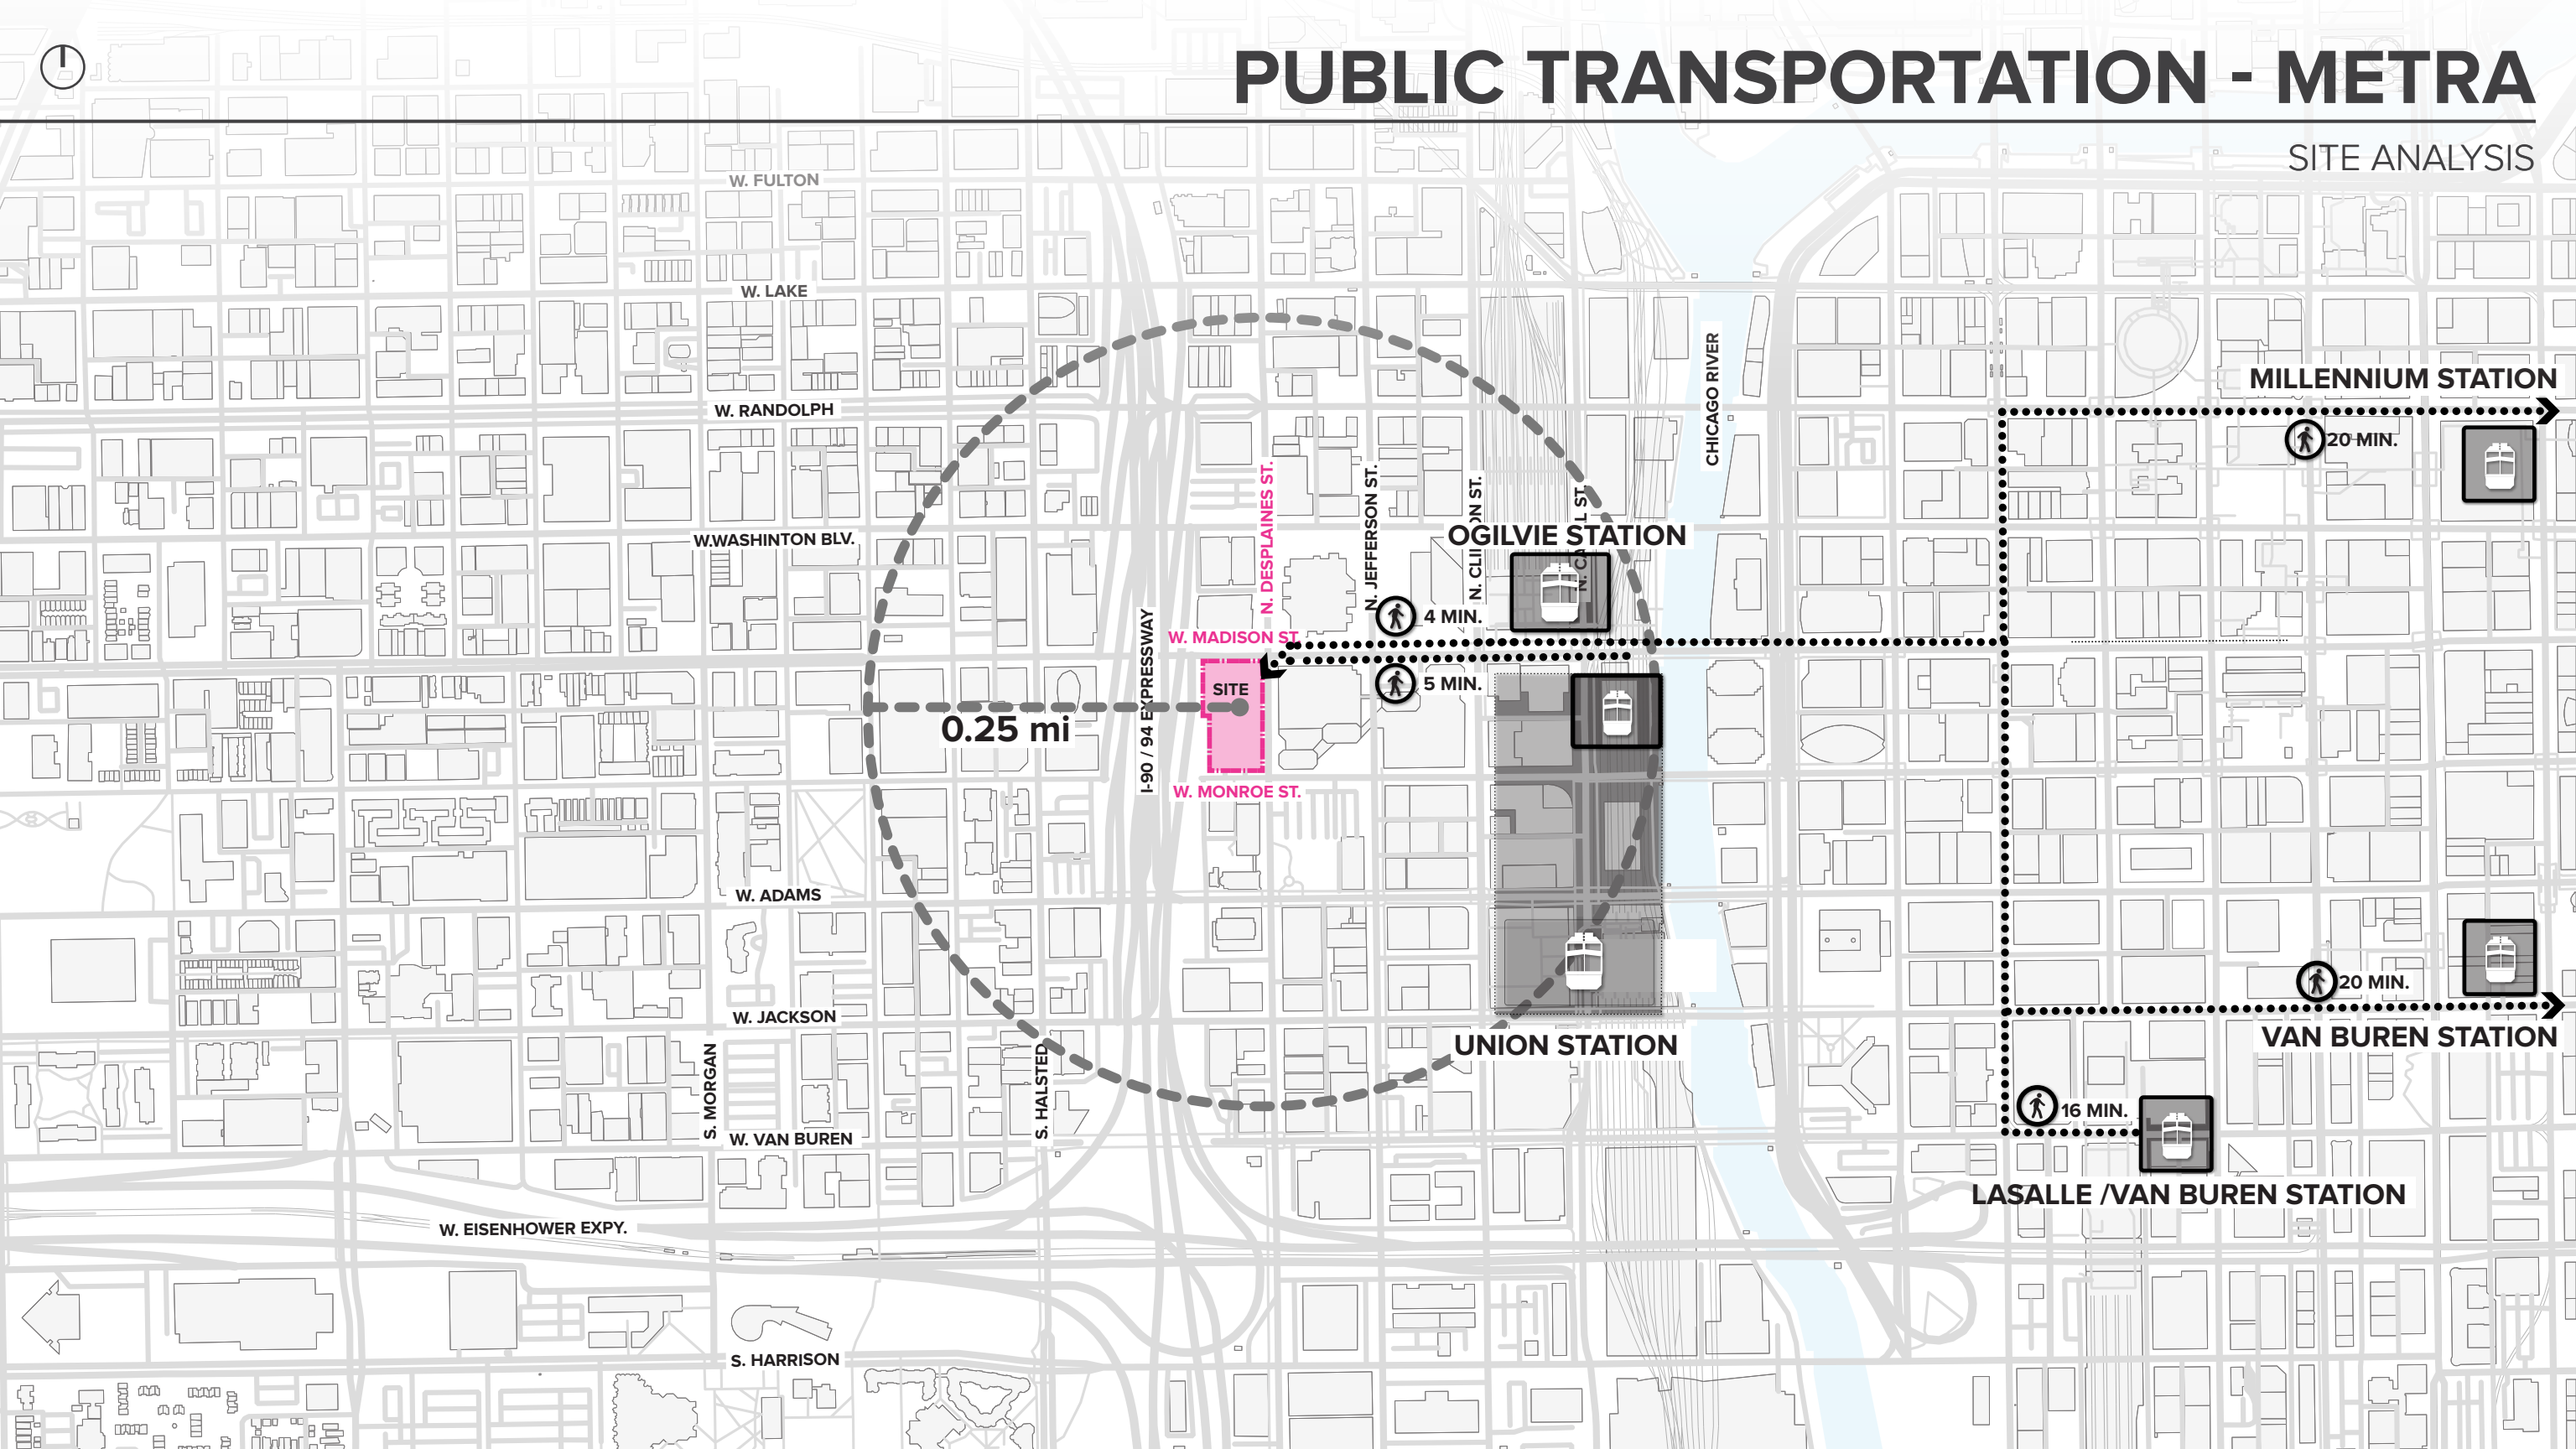 PUBLIC TRANSPORTATION - METRA
SITE ANALYSIS
W. FULTON
W. LAKE
CHICAGO RIVER
MILLENNIUM STATION
W. RANDOLPH
20 MIN.
N. DESPLAINES ST.
N. JEFFERSON ST.
OGILVIE STATION
W.WASHINTON BLV.
4 MIN.
W. MADISON ST.
I-90 / 94 EXPRESSWAY
5 MIN.
SITE
0.25 mi
W. MONROE ST.
W. ADAMS
20 MIN.
W. JACKSON
VAN BUREN STATION
UNION STATION
S. MORGAN
S. HALSTED
16 MIN.
W. VAN BUREN
LASALLE /VAN BUREN STATION
W. EISENHOWER EXPY.
S. HARRISON